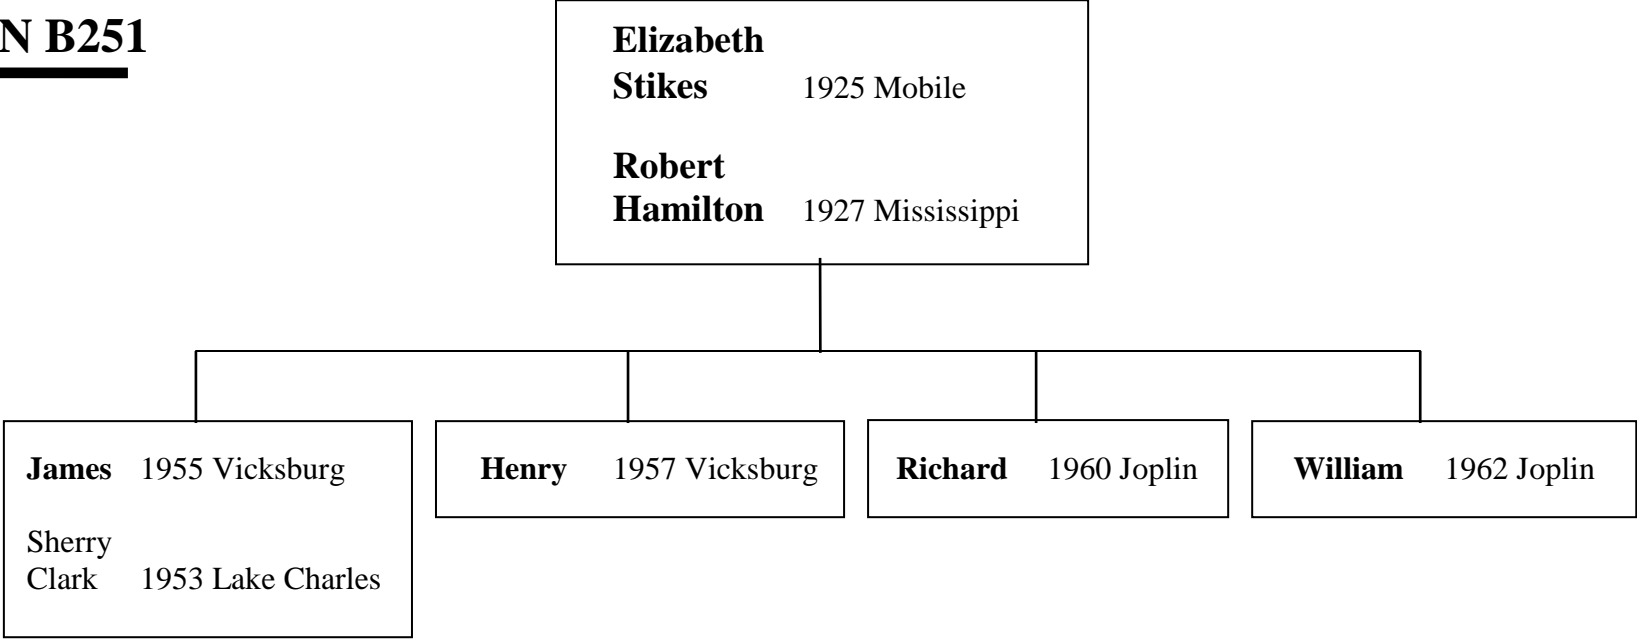 N B251
Elizabeth
Stikes 1925 Mobile
Robert
Hamilton 1927 Mississippi
James 1955 Vicksburg
Sherry
Clark 1953 Lake Charles
Henry 1957 Vicksburg
Richard 1960 Joplin
William 1962 Joplin